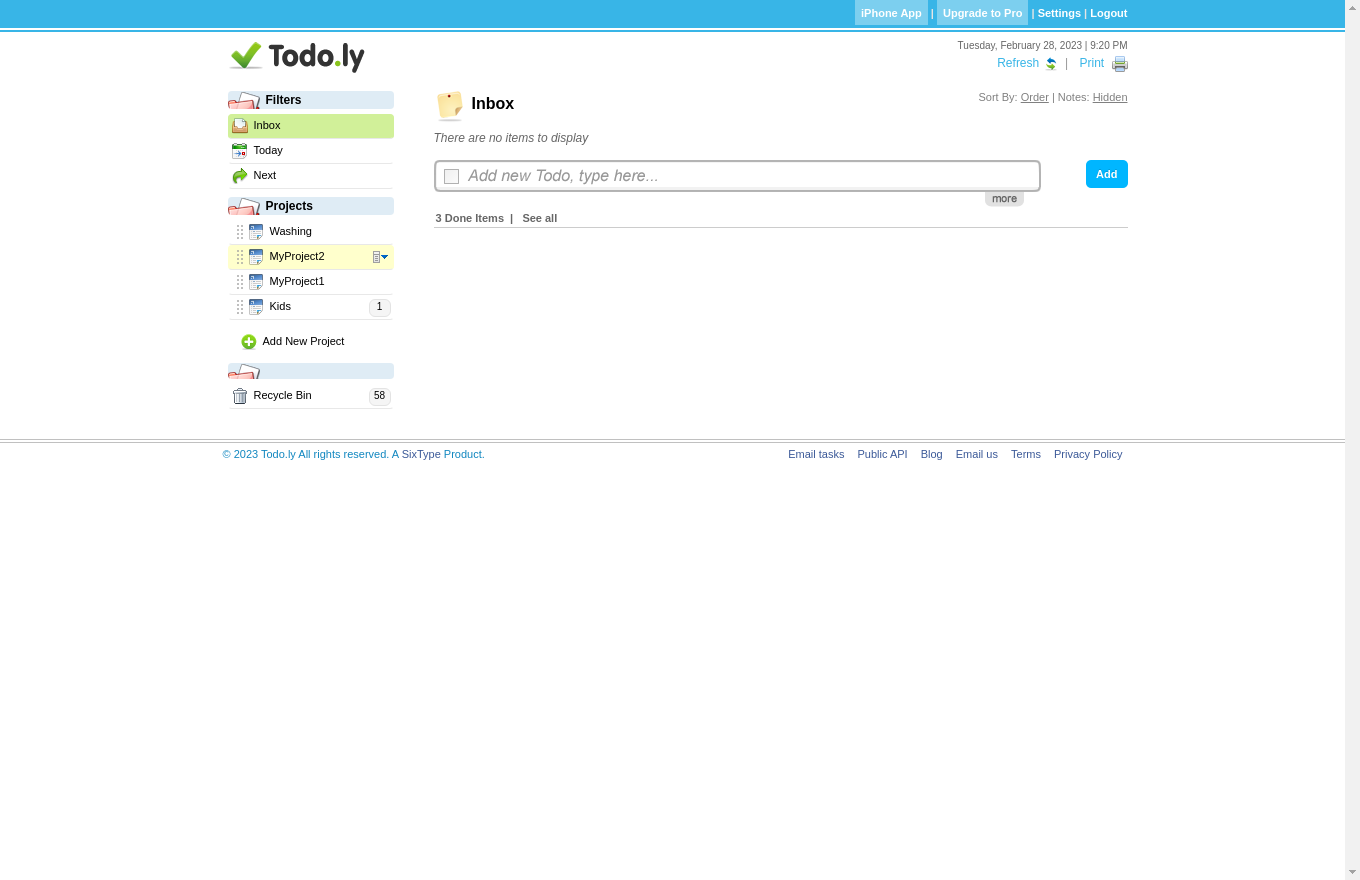 iPhone App | Upgrade to Pro | Settings | Logout
Todo.ly
Tuesday, February 28, 2023 | 9:20 PM
Refresh | Print
Filters
Inbox
Today
Next
Projects
Washing
MyProject2
MyProject1
Kids 1
Add New Project
Recycle Bin 58
Inbox
Sort By: Order | Notes: Hidden
There are no items to display
Add new Todo, type here...
Add
more
3 Done Items | See all
© 2023 Todo.ly All rights reserved. A SixType Product.
Email tasks Public API Blog Email us Terms Privacy Policy